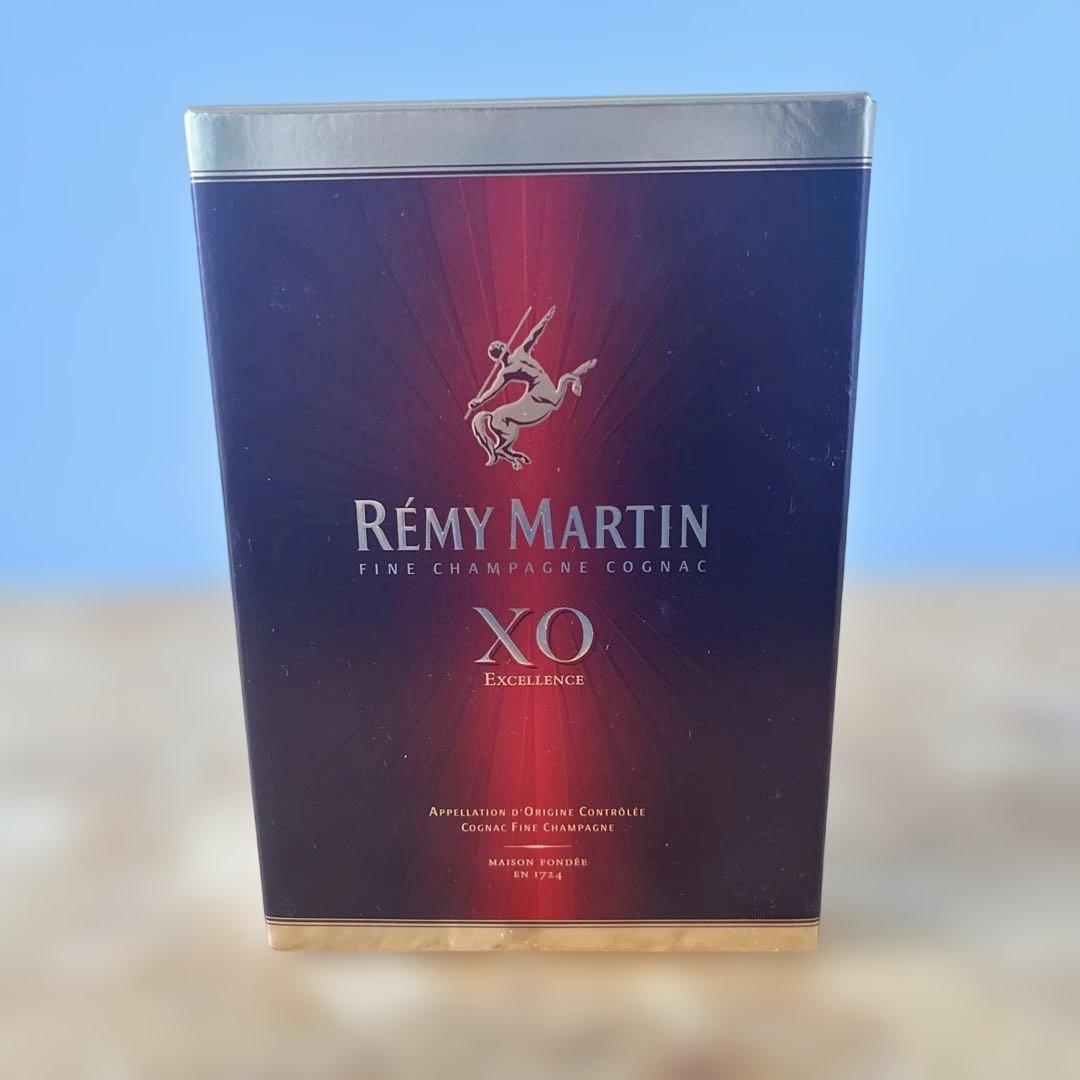 RÉMY MARTIN
FINE CHAMPAGNE COGNAC
XO
EXCELLENCE
APPELLATION D'ORIGINE CONTRÔLÉE
COGNAC FINE CHAMPAGNE
MAISON FONDÉE
EN 1724